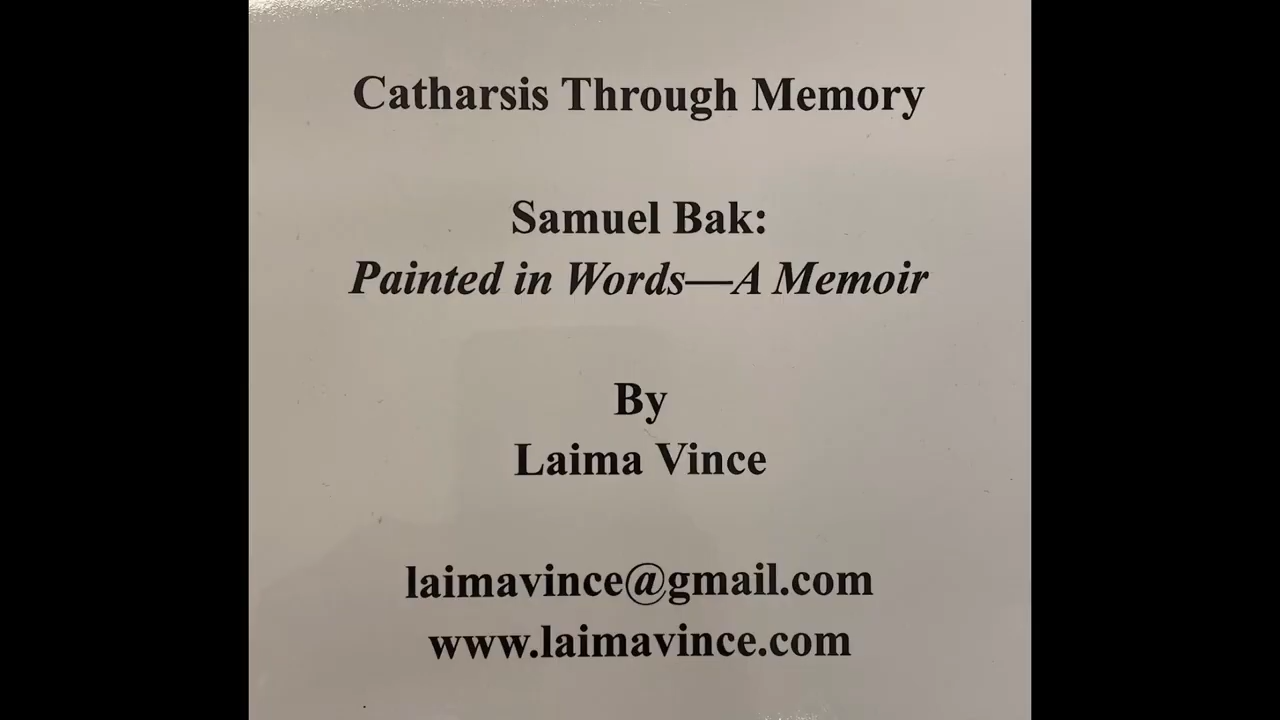 Catharsis Through Memory
Samuel Bak:
Painted in Words—A Memoir
By
Laima Vince
laimavince@gmail.com
www.laimavince.com